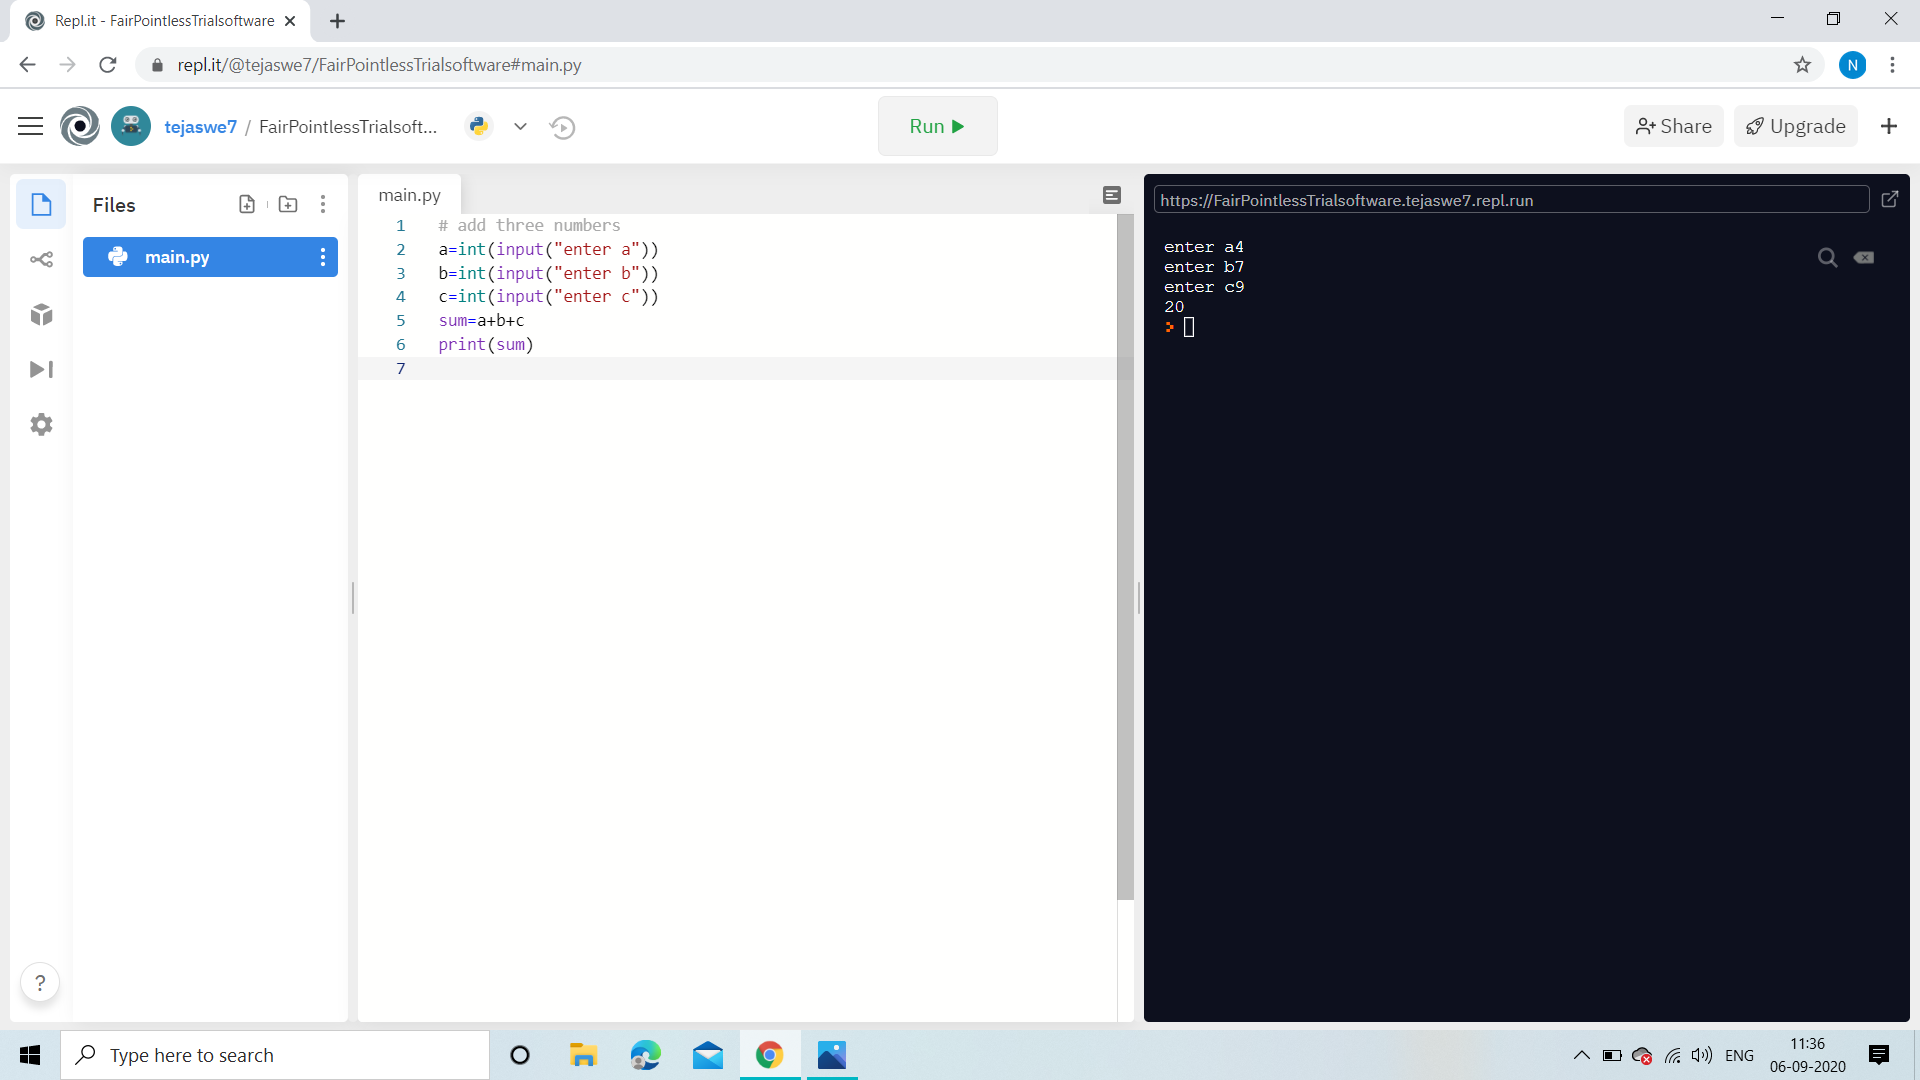 Repl.it - FairPointlessTrialsoftware
repl.it/@tejaswe7/FairPointlessTrialsoftware#main.py
N
tejaswe7 / FairPointlessTrialsoft...
Run
Share
Upgrade
Files
main.py
main.py
1 # add three numbers
2 a=int(input("enter a"))
3 b=int(input("enter b"))
4 c=int(input("enter c"))
5 sum=a+b+c
6 print(sum)
7
https://FairPointlessTrialsoftware.tejaswe7.repl.run
enter a4
enter b7
enter c9
20
?
Type here to search
ENG
11:36
06-09-2020